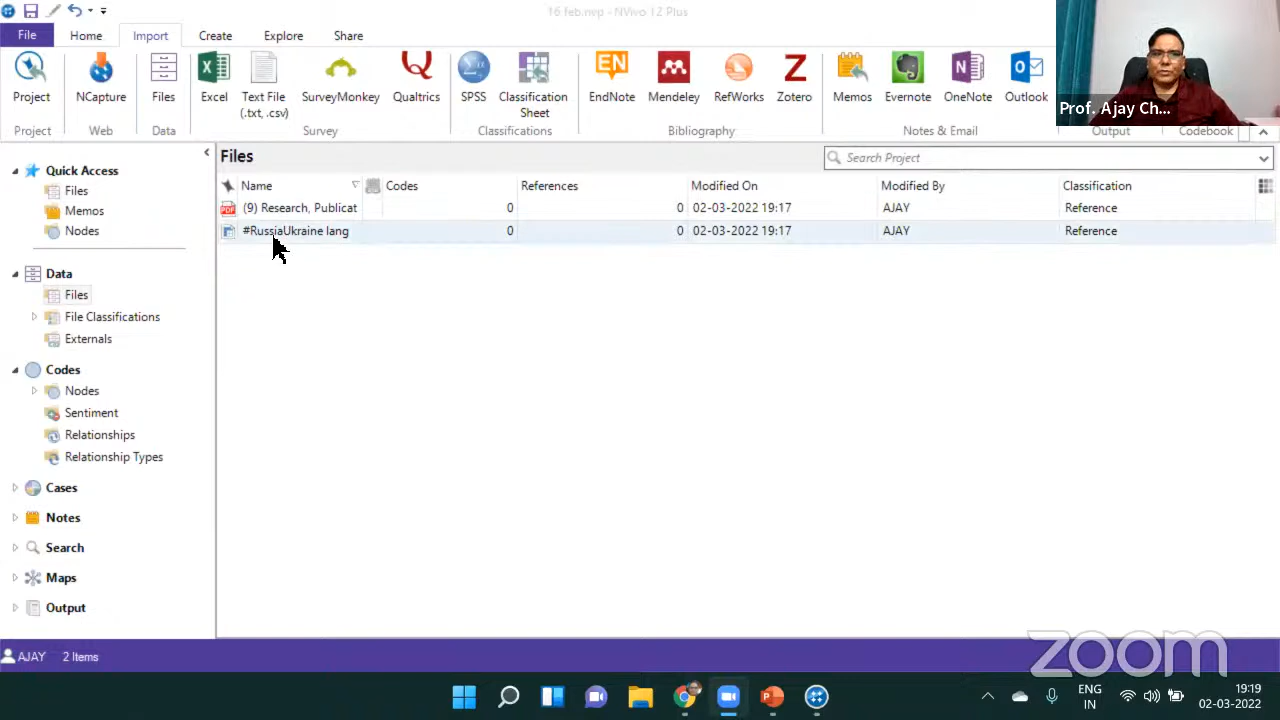 16 feb.nvp - NVivo 12 Plus
File Home Import Create Explore Share
Project NCapture Files Excel Text File (.txt, .csv) SurveyMonkey Qualtrics SPSS Classification Sheet EndNote Mendeley RefWorks Zotero Memos Evernote OneNote Outlook
Project Web Data Survey Classifications Bibliography Notes & Email Output Codebook
Prof. Ajay Ch...
Quick Access
Files
Memos
Nodes
Data
Files
File Classifications
Externals
Codes
Nodes
Sentiment
Relationships
Relationship Types
Cases
Notes
Search
Maps
Output
Files
Search Project
Name Codes References Modified On Modified By Classification
(9) Research, Publicat 0 0 02-03-2022 19:17 AJAY Reference
#RussiaUkraine lang 0 0 02-03-2022 19:17 AJAY Reference
AJAY 2 Items
zoom
ENG IN
19:19
02-03-2022